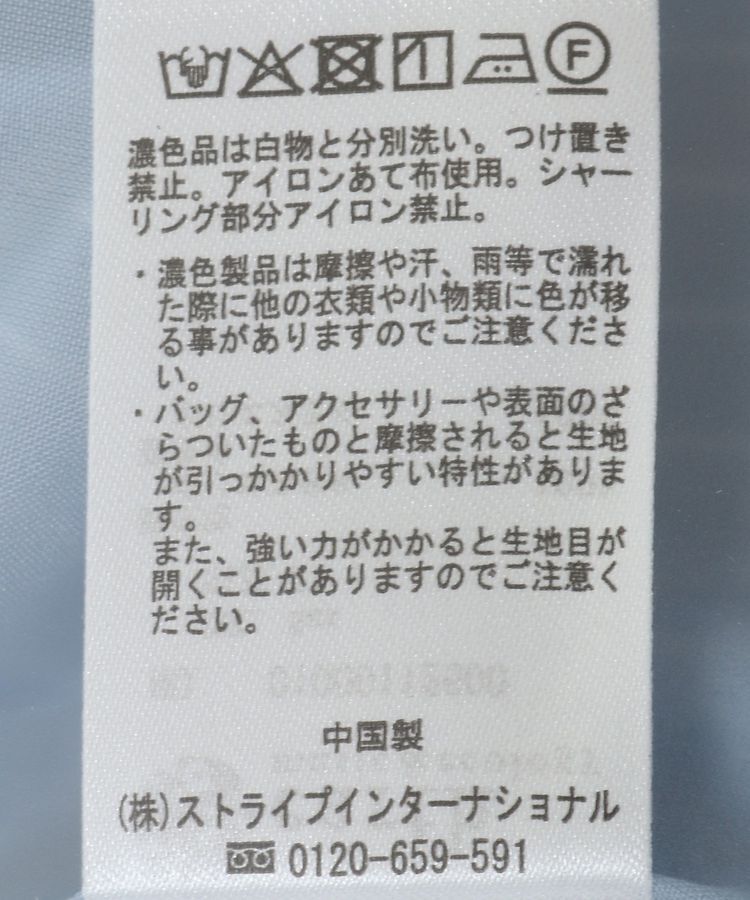 F
濃色品は白物と分別洗い。つけ置き
禁止。アイロンあて布使用。シャー
リング部分アイロン禁止。
・濃色製品は摩擦や汗、雨等で濡れ
た際に他の衣類や小物類に色が移
る事がありますのでご注意くださ
い。
・バッグ、アクセサリーや表面のざ
らついたものと摩擦されると生地
が引っかかりやすい特性がありま
す。
また、強い力がかかると生地目が
開くことがありますのでご注意く
ださい。
中国製
(株)ストライプインターナショナル
0120-659-591